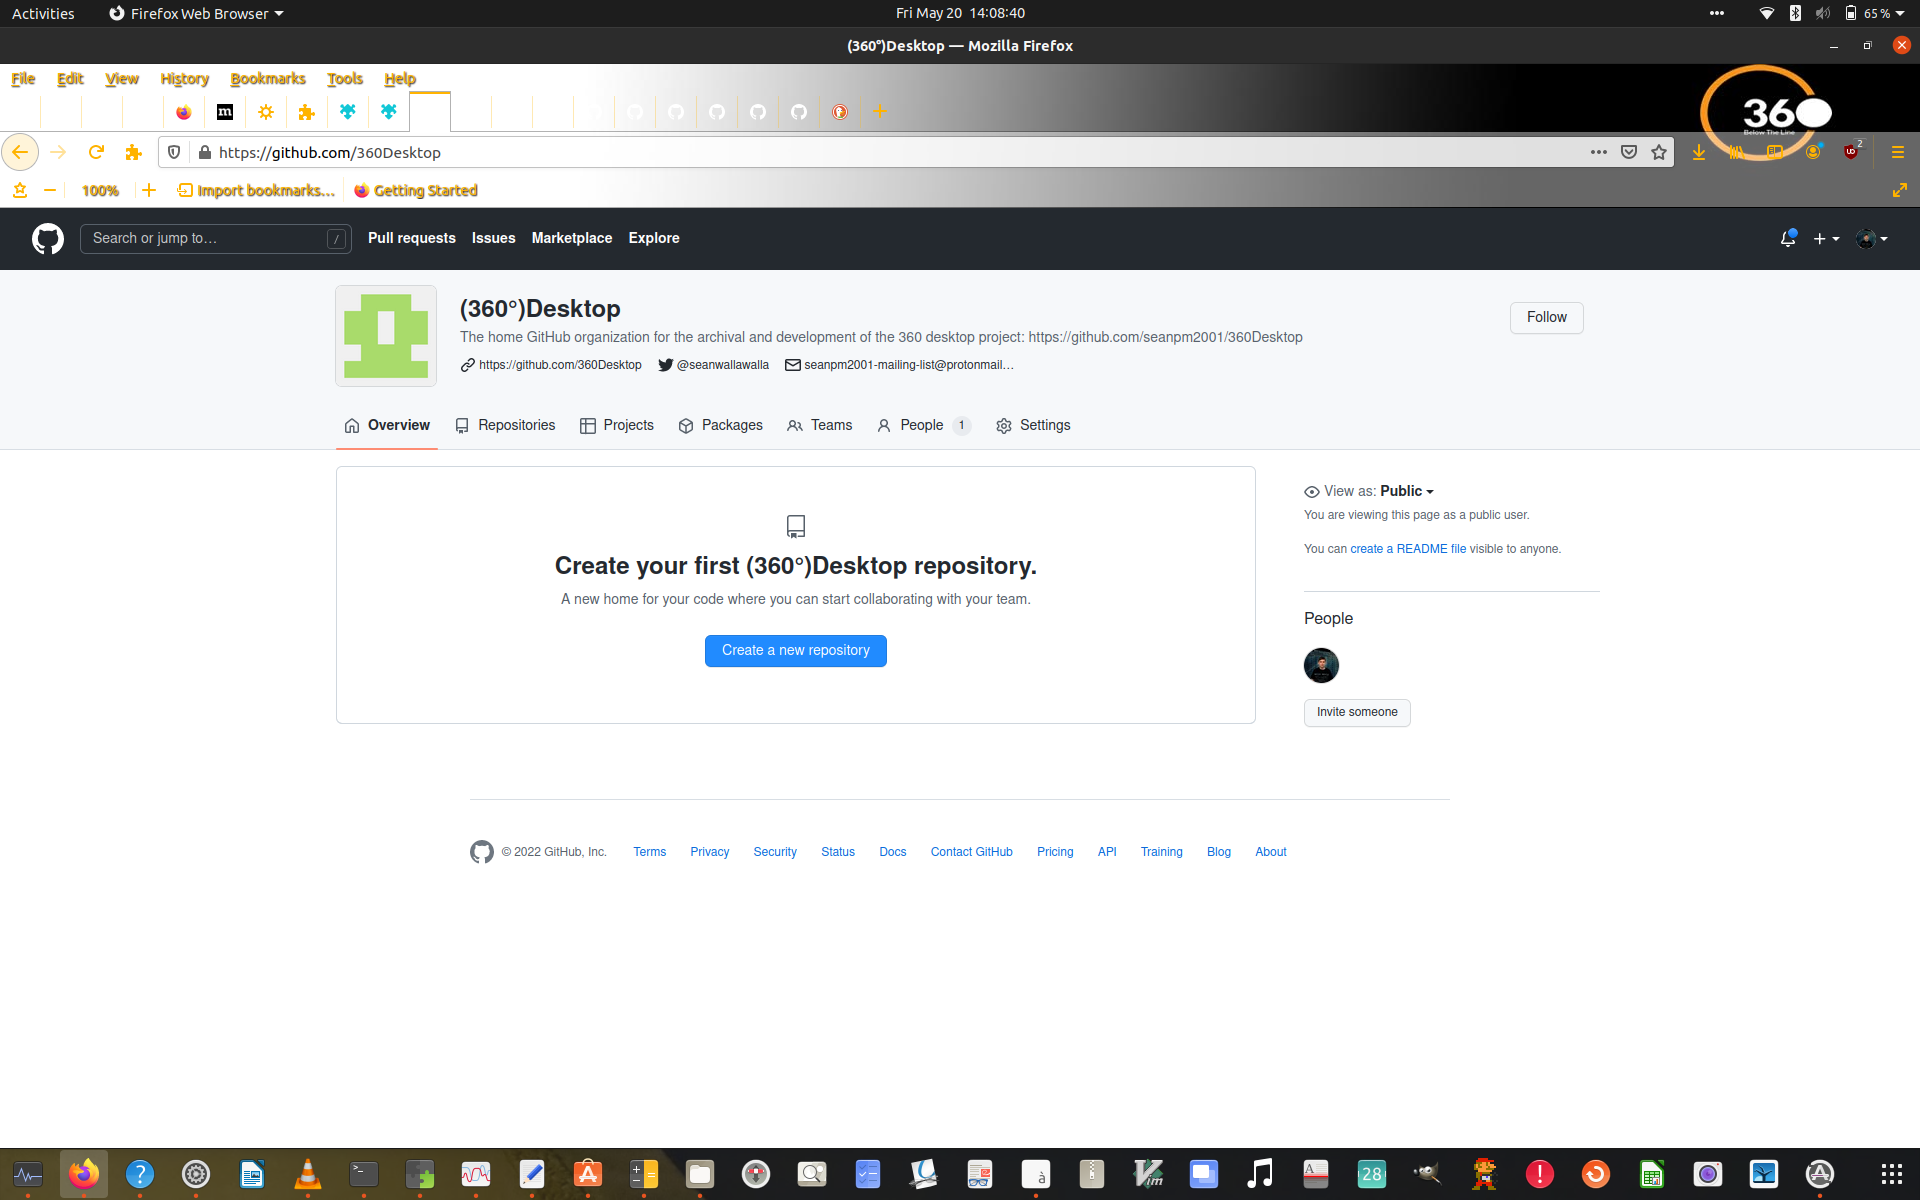 Activities Firefox Web Browser Fri May 20 14:08:40 65 %
(360°)Desktop — Mozilla Firefox
File Edit View History Bookmarks Tools Help
m
360
Below The Line
https://github.com/360Desktop 2
100% Import bookmarks... Getting Started
Search or jump to... / Pull requests Issues Marketplace Explore
(360°)Desktop
The home GitHub organization for the archival and development of the 360 desktop project: https://github.com/seanpm2001/360Desktop
Follow
https://github.com/360Desktop @seanwallawalla seanpm2001-mailing-list@protonmail...
Overview Repositories Projects Packages Teams People 1 Settings
View as: Public
You are viewing this page as a public user.
You can create a README file visible to anyone.
Create your first (360°)Desktop repository.
A new home for your code where you can start collaborating with your team.
Create a new repository
People
Invite someone
© 2022 GitHub, Inc. Terms Privacy Security Status Docs Contact GitHub Pricing API Training Blog About
28